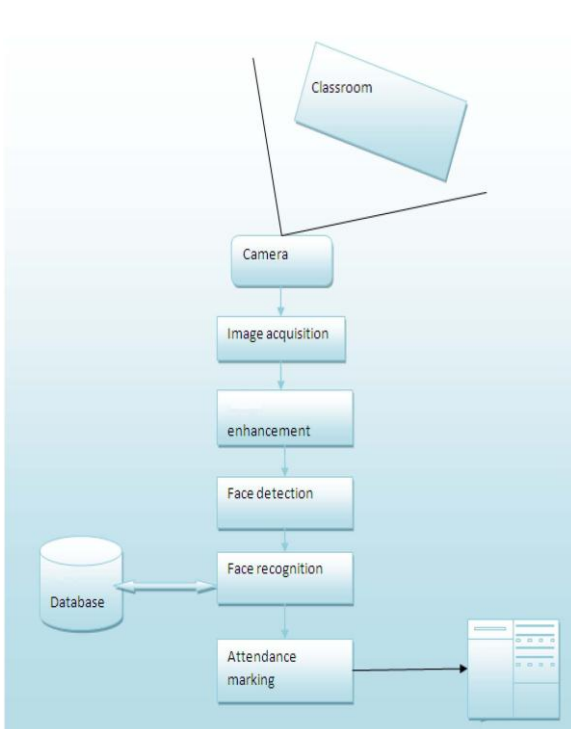 Classroom
Camera
Image acquisition
enhancement
Face detection
Face recognition
Database
Attendance
marking